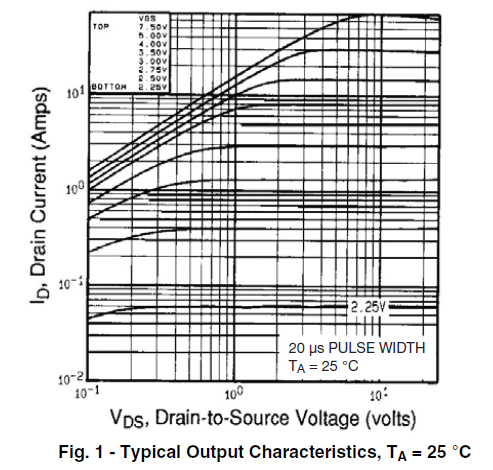 VGS
TOP 7.50V
5.00V
4.00V
3.50V
3.00V
2.75V
2.50V
BOTTOM 2.25V
10¹
10⁰
10⁻¹
10⁻²
ID, Drain Current (Amps)
2.25V
20 µs PULSE WIDTH
TA = 25 °C
10⁻¹
10⁰
10¹
VDS, Drain-to-Source Voltage (volts)
Fig. 1 - Typical Output Characteristics, TA = 25 °C